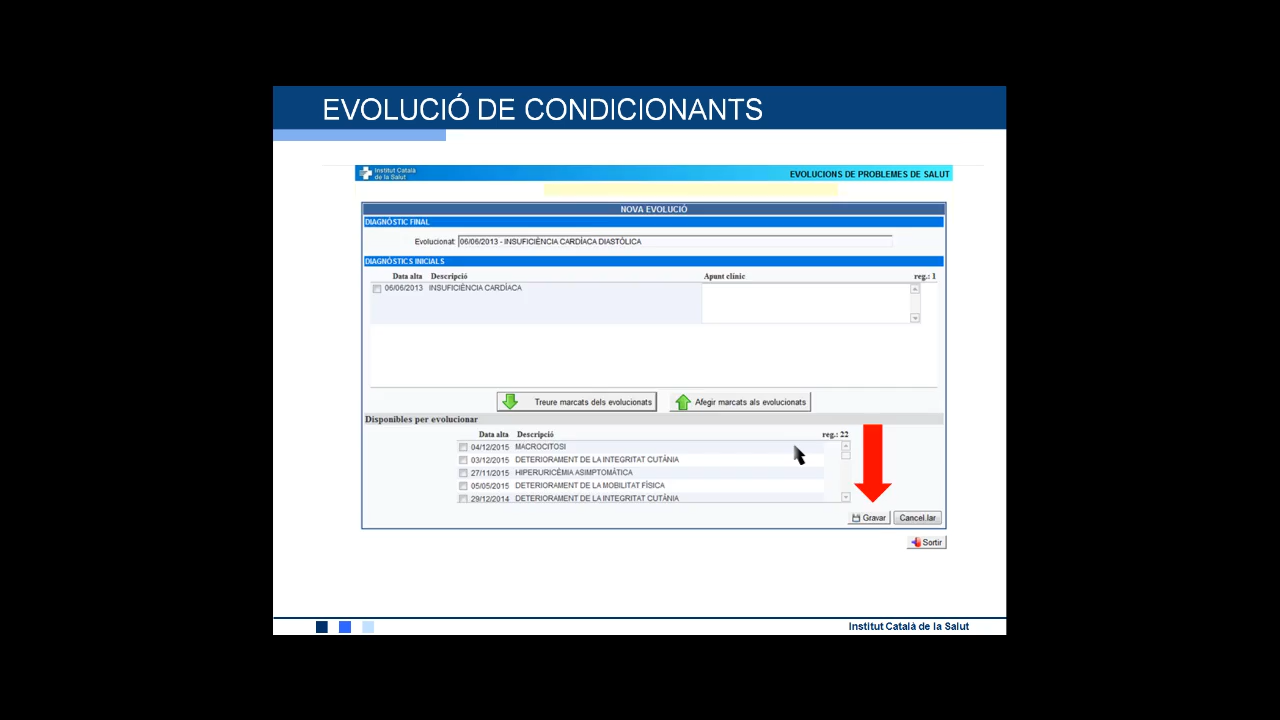 EVOLUCIÓ DE CONDICIONANTS
Institut Català
de la Salut
EVOLUCIONS DE PROBLEMES DE SALUT
NOVA EVOLUCIÓ
DIAGNÒSTIC FINAL
Evolucionat: 06/06/2013 - INSUFICIÈNCIA CARDÍACA DIASTÒLICA
DIAGNÒSTICS INICIALS
Data alta Descripció Apunt clínic reg.: 1
06/06/2013 INSUFICIÈNCIA CARDÍACA
Treure marcats dels evolucionats Afegir marcats als evolucionats
Disponibles per evolucionar
Data alta Descripció reg.: 22
04/12/2015 MACROCITOSI
03/12/2015 DETERIORAMENT DE LA INTEGRITAT CUTÀNIA
27/11/2015 HIPERURICÈMIA ASIMPTOMÀTICA
05/05/2015 DETERIORAMENT DE LA MOBILITAT FÍSICA
29/12/2014 DETERIORAMENT DE LA INTEGRITAT CUTÀNIA
Gravar Cancel.lar
Sortir
Institut Català de la Salut